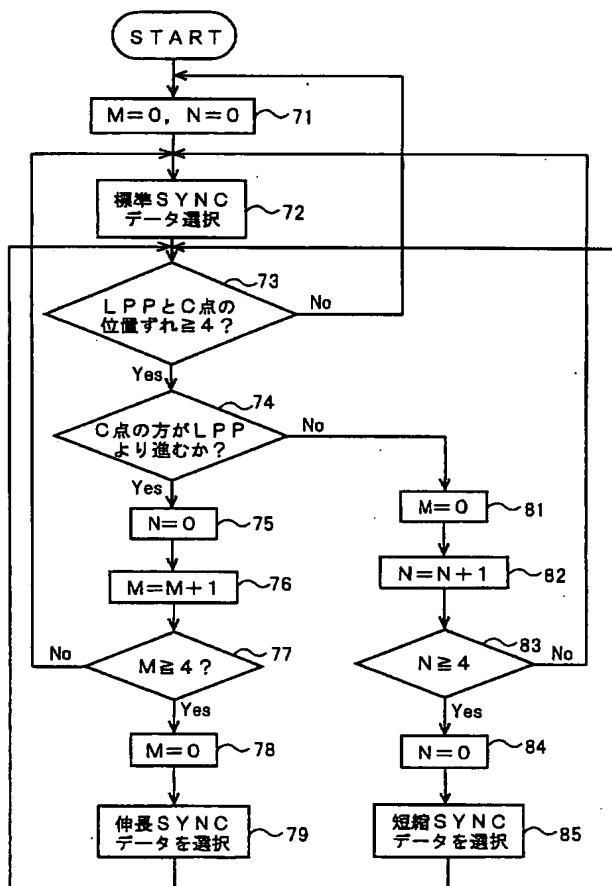 START
M=0, N=0
71
標準SYNC
データ選択
72
73
LPPとC点の
位置ずれ≧4?
No
Yes
74
C点の方がLPP
より進むか?
No
Yes
N=0
75
M=M+1
76
M≧4?
77
No
Yes
M=0
78
伸長SYNC
データを選択
79
M=0
81
N=N+1
82
N≧4
83
No
Yes
N=0
84
短縮SYNC
データを選択
85